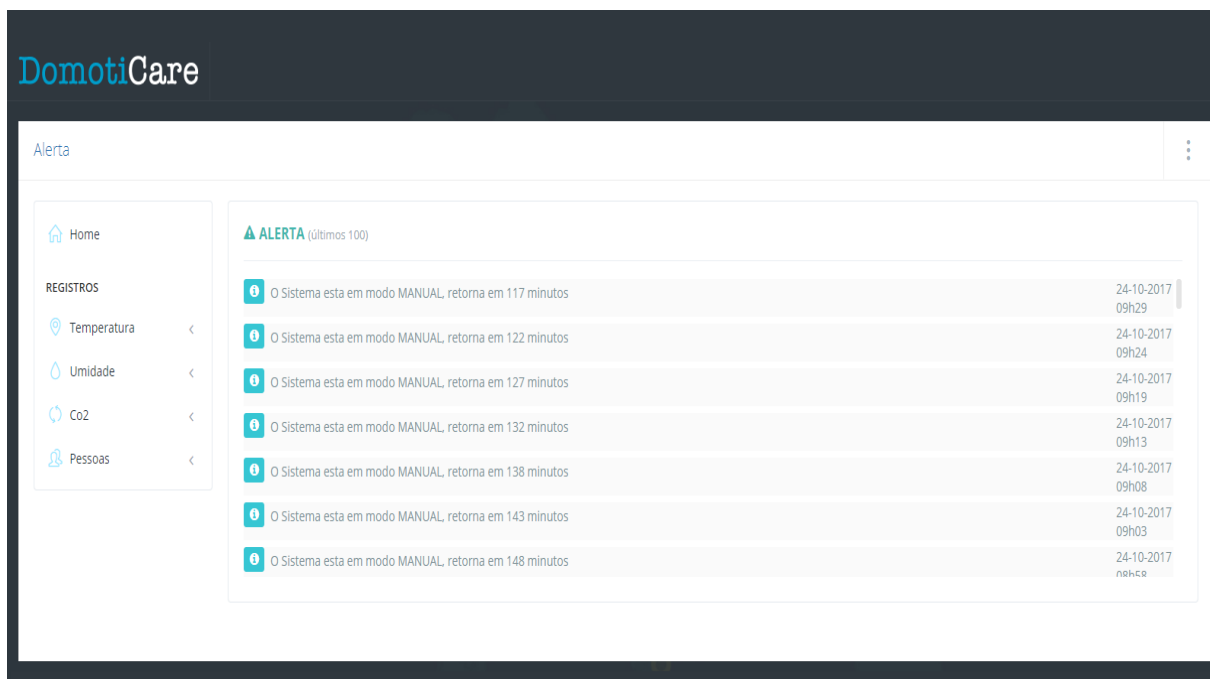 DomotiCare
Alerta
Home
REGISTROS
Temperatura
Umidade
Co2
Pessoas
ALERTA (últimos 100)
O Sistema esta em modo MANUAL, retorna em 117 minutos
24-10-2017
09h29
O Sistema esta em modo MANUAL, retorna em 122 minutos
24-10-2017
09h24
O Sistema esta em modo MANUAL, retorna em 127 minutos
24-10-2017
09h19
O Sistema esta em modo MANUAL, retorna em 132 minutos
24-10-2017
09h13
O Sistema esta em modo MANUAL, retorna em 138 minutos
24-10-2017
09h08
O Sistema esta em modo MANUAL, retorna em 143 minutos
24-10-2017
09h03
O Sistema esta em modo MANUAL, retorna em 148 minutos
24-10-2017
08h58